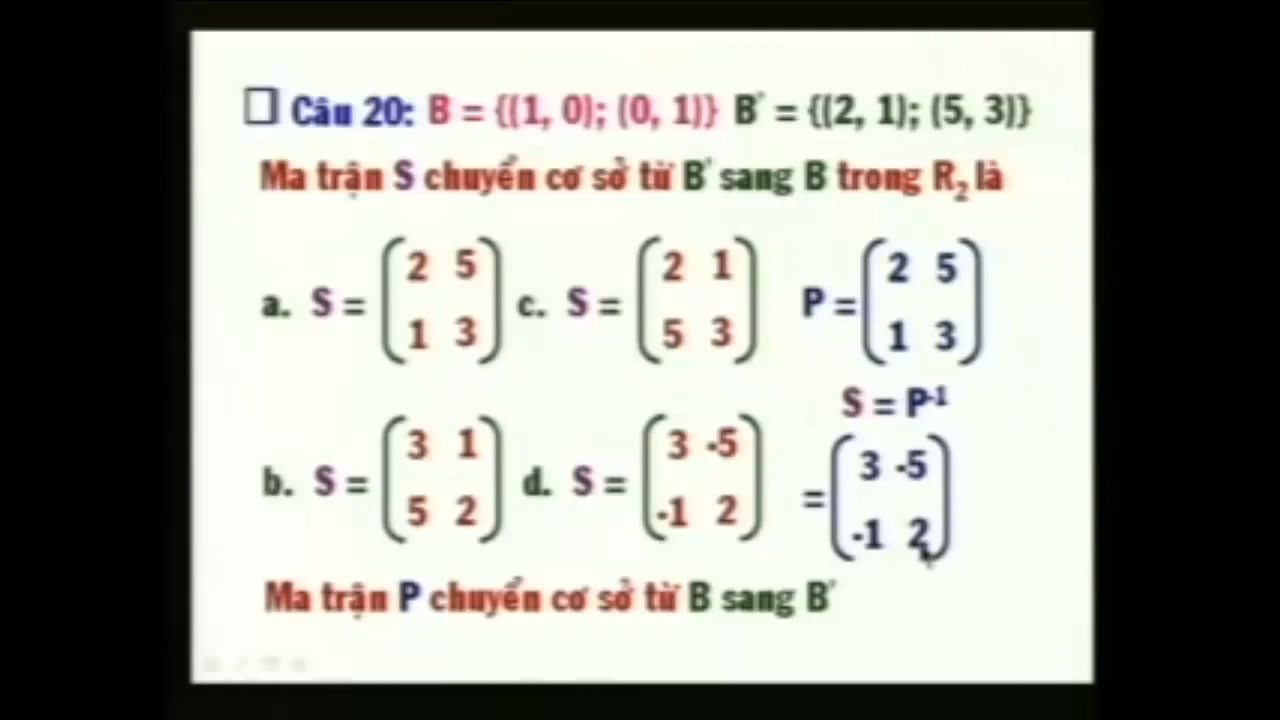 ❑ Câu 20: B = {(1, 0); (0, 1)} B' = {(2, 1); (5, 3)}
Ma trận S chuyển cơ sở từ B' sang B trong R₂ là
a. S = (2 5
1 3)
c. S = (2 1
5 3)
P = (2 5
1 3)
S = P⁻¹
b. S = (3 1
5 2)
d. S = (3 -5
-1 2)
= (3 -5
-1 2)
Ma trận P chuyển cơ sở từ B sang B'